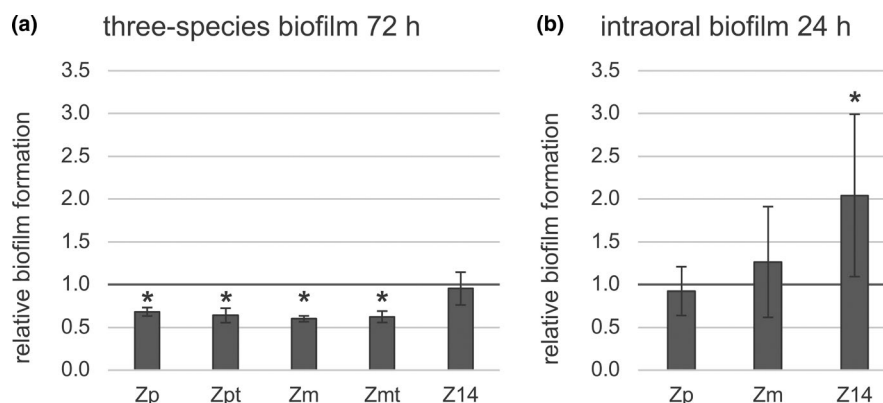 (a) three-species biofilm 72 h
relative biofilm formation
3.5
3.0
2.5
2.0
1.5
1.0
0.5
0.0
* * * *
Zp Zpt Zm Zmt Z14
(b) intraoral biofilm 24 h
relative biofilm formation
3.5
3.0
2.5
2.0
1.5
1.0
0.5
0.0
*
Zp Zm Z14